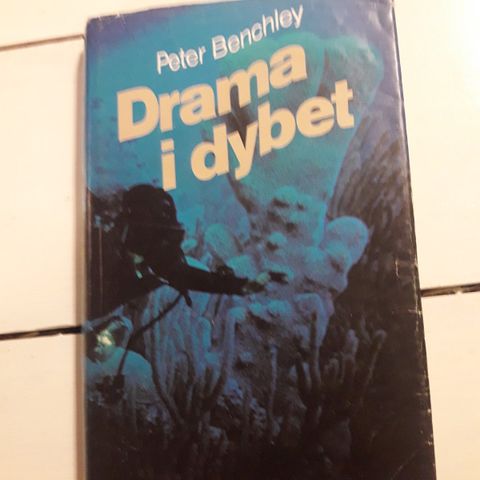 Peter Benchley
Drama
i dybet